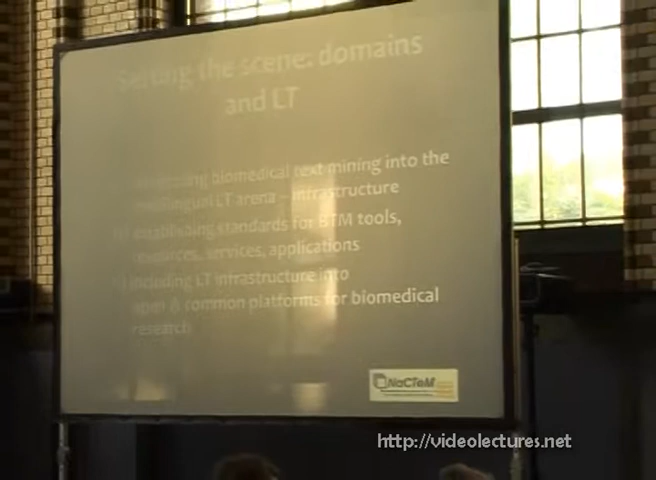 Setting the scene: domains
and LT
biomedical text mining into the
LT arena – infrastructure
establishing standards for BTM tools,
resources, services, applications
including LT infrastructure into
& common platforms for biomedical
research
NaCTeM
http://videolectures.net